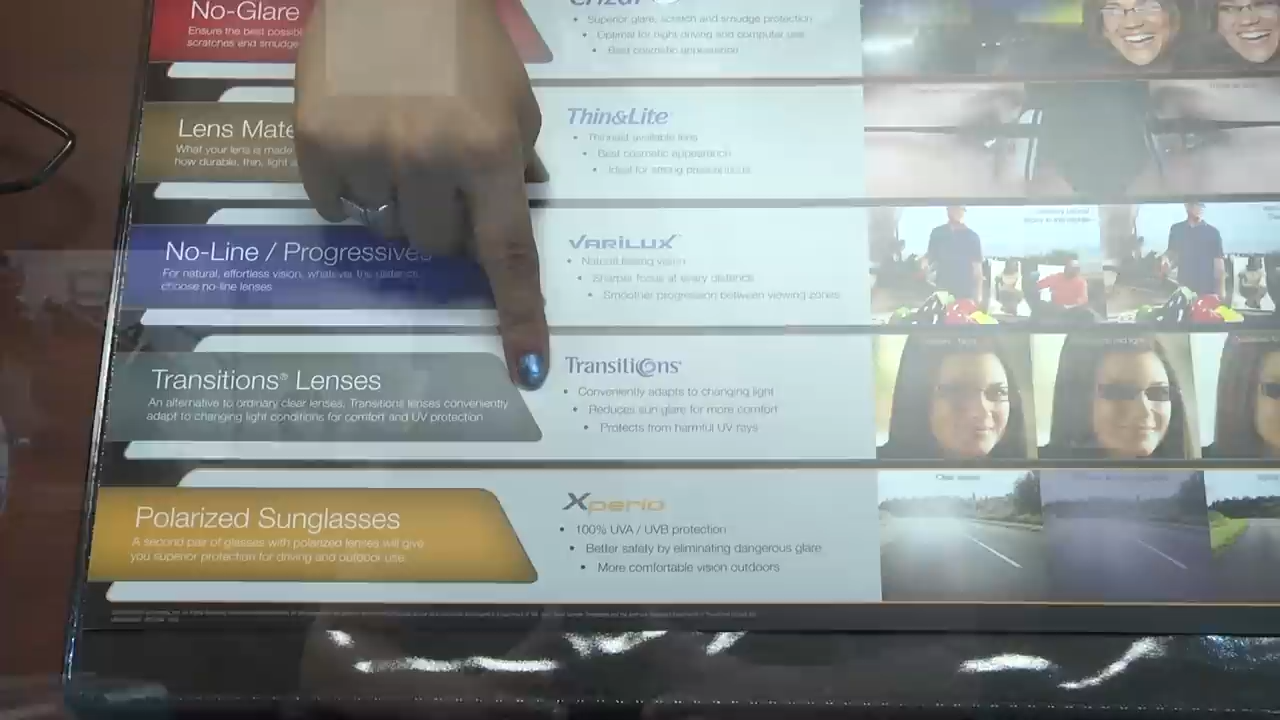 No-Glare
Ensure the best possibl
scratches and smudge
Crizal
• Superior glare, scratch and smudge protection
• Optimal for night driving and computer use
• Best cosmetic appearance
Lens Mate
What your lens is made
how durable, thin, light a
Thin&Lite
• Thinnest available lens
• Best cosmetic appearance
• Ideal for strong prescriptions
No-Line / Progressives
For natural, effortless vision, whatever the distance,
choose no-line lenses
VARILUX
• Natural feeling vision
• Sharper focus at every distance
• Smoother progression between viewing zones
Transitions® Lenses
An alternative to ordinary clear lenses, Transitions lenses conveniently
adapt to changing light conditions for comfort and UV protection
Transitions
• Conveniently adapts to changing light
• Reduces sun glare for more comfort
• Protects from harmful UV rays
Polarized Sunglasses
A second pair of glasses with polarized lenses will give
you superior protection for driving and outdoor use
Xperio
• 100% UVA / UVB protection
• Better safety by eliminating dangerous glare
• More comfortable vision outdoors